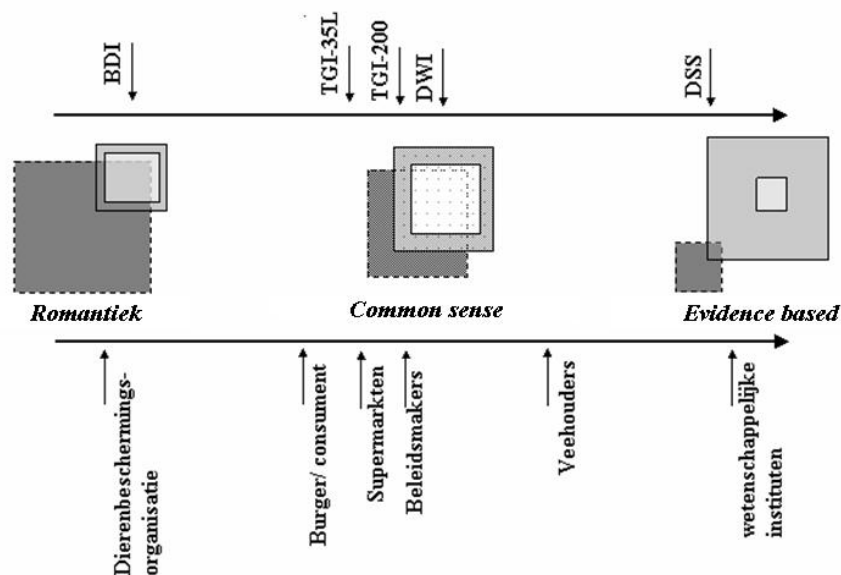 BDI
TGI-35L
TGI-200
DWI
DSS
Romantiek
Common sense
Evidence based
Dierenbeschermings-
organisatie
Burger/ consument
Supermarkten
Beleidsmakers
Veehouders
wetenschappelijke
instituten